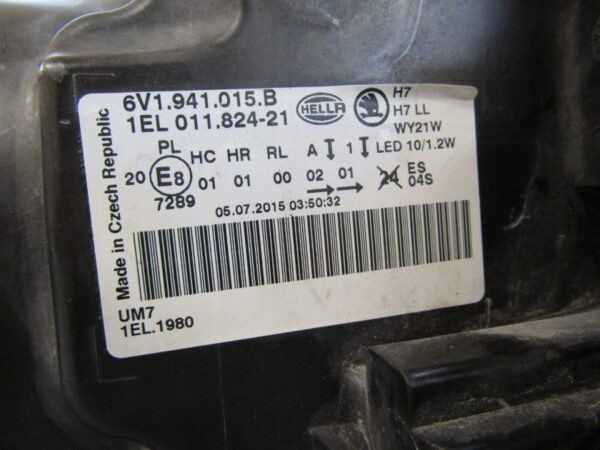 6V1.941.015.B
1EL 011.824-21
HELLA
H7
H7 LL
WY21W
LED 10/1.2W
PL HC HR RL A 1
20 E8 01 01 00 02 01 24 ES
04S
7289
05.07.2015 03:50:32
UM7
1EL.1980
Made in Czech Republic